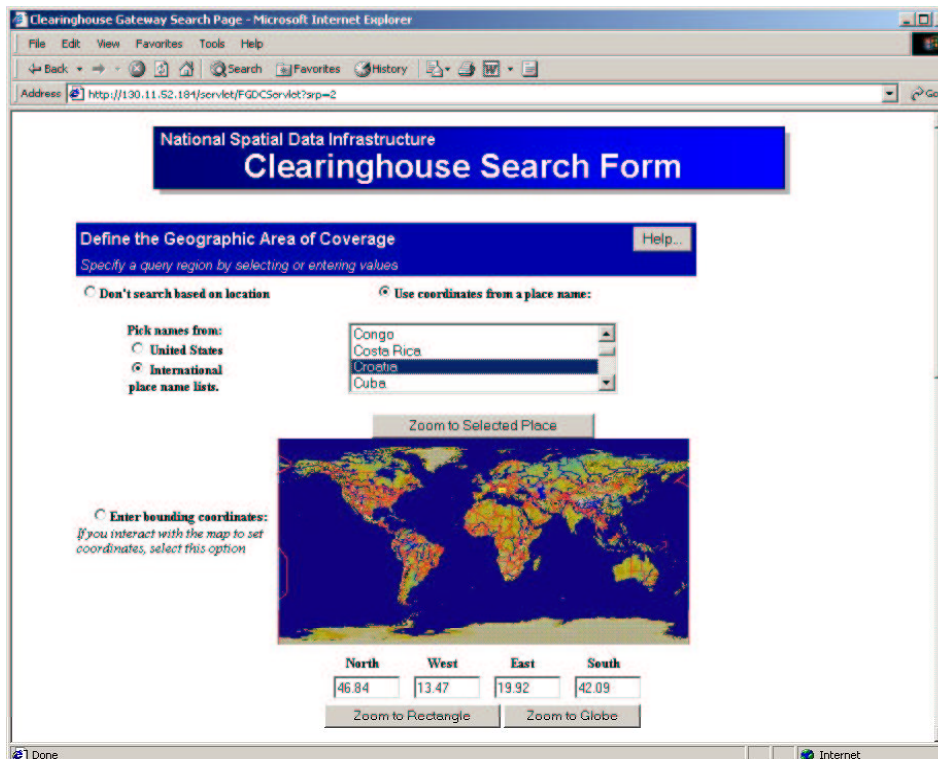 Clearinghouse Gateway Search Page - Microsoft Internet Explorer
File Edit View Favorites Tools Help
Back Search Favorites History
Address http://130.11.52.184/servlet/FGDCServlet?srp=2 Go
National Spatial Data Infrastructure
Clearinghouse Search Form
Define the Geographic Area of Coverage
Help...
Specify a query region by selecting or entering values
Don't search based on location
Use coordinates from a place name:
Pick names from:
United States
International
place name lists.
Congo
Costa Rica
Croatia
Cuba
Zoom to Selected Place
Enter bounding coordinates:
If you interact with the map to set
coordinates, select this option
North West East South
46.84 13.47 19.92 42.09
Zoom to Rectangle Zoom to Globe
Done Internet